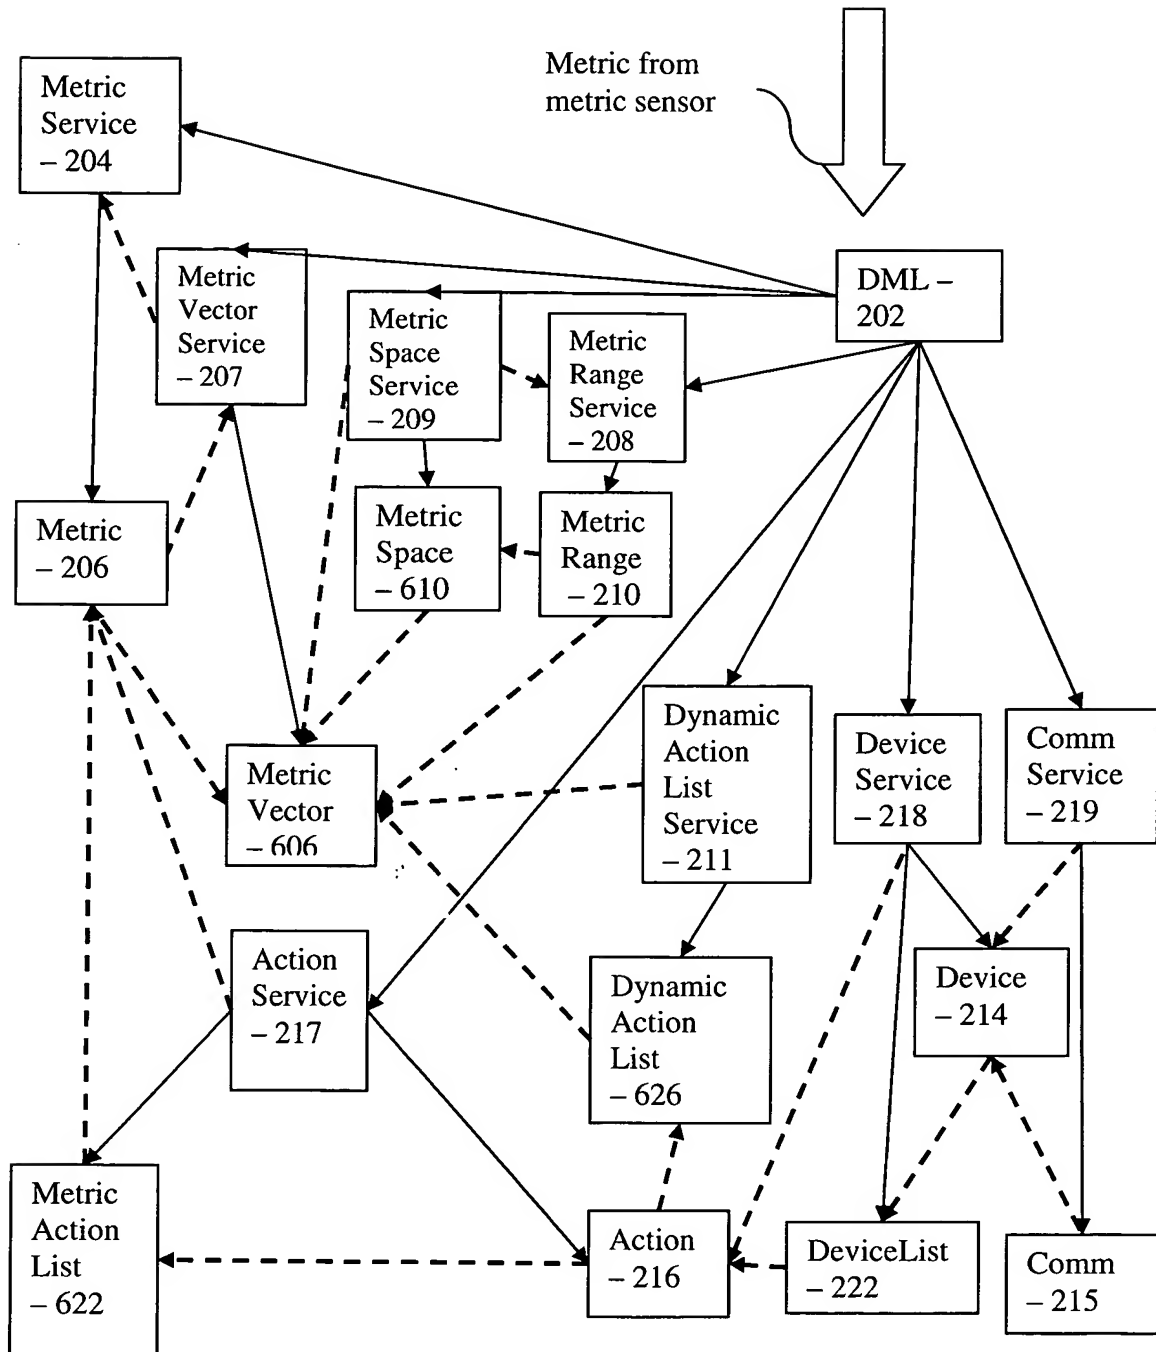 Metric from
metric sensor
Metric
Service
– 204
Metric
Vector
Service
– 207
Metric
Space
Service
– 209
Metric
Range
Service
– 208
DML –
202
Metric
– 206
Metric
Space
– 610
Metric
Range
– 210
Dynamic
Action
List
Service
– 211
Device
Service
– 218
Comm
Service
– 219
Metric
Vector
– 606
Action
Service
– 217
Dynamic
Action
List
– 626
Device
– 214
Metric
Action
List
– 622
Action
– 216
DeviceList
– 222
Comm
– 215